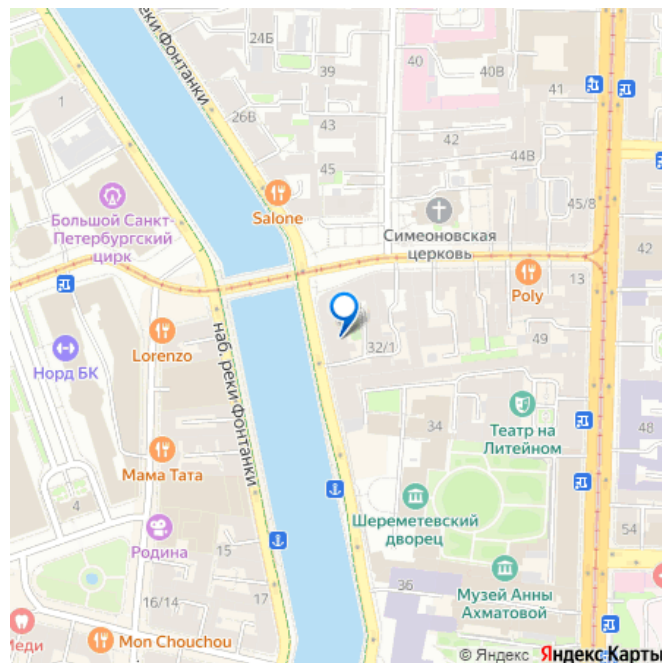 24Б
наб. реки Фонтанки
39
40
40В
1
26В
43
41
42
44В
45
45/8
Большой Санкт-
Петербургский
цирк
Salone
Симеоновская
церковь
42
13
Poly
Норд БК
Lorenzo
32/1
49
наб. реки Фонтанки
Театр на
Литейном
34
48
Мама Тата
4
Шереметевский
дворец
Родина
15
54
36
Музей Анны
Ахматовой
16/14
17
Меди
Mon Chouchou
© Яндекс Яндекс Карты